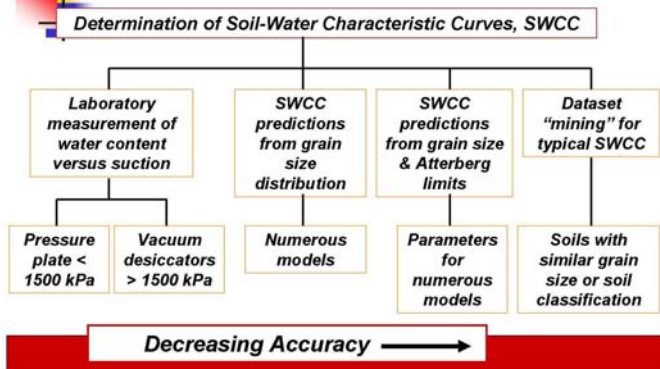 Determination of Soil-Water Characteristic Curves, SWCC
Laboratory
measurement of
water content
versus suction
SWCC
predictions
from grain
size
distribution
SWCC
predictions
from grain size
& Atterberg
limits
Dataset
“mining” for
typical SWCC
Pressure
plate <
1500 kPa
Vacuum
desiccators
> 1500 kPa
Numerous
models
Parameters
for
numerous
models
Soils with
similar grain
size or soil
classification
Decreasing Accuracy